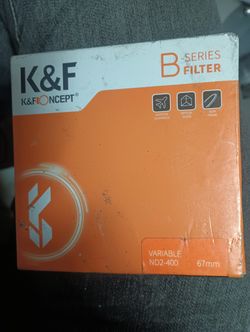 K&F
K&F CONCEPT®
B-SERIES
FILTER
VARIABLE
ND2-400
67mm